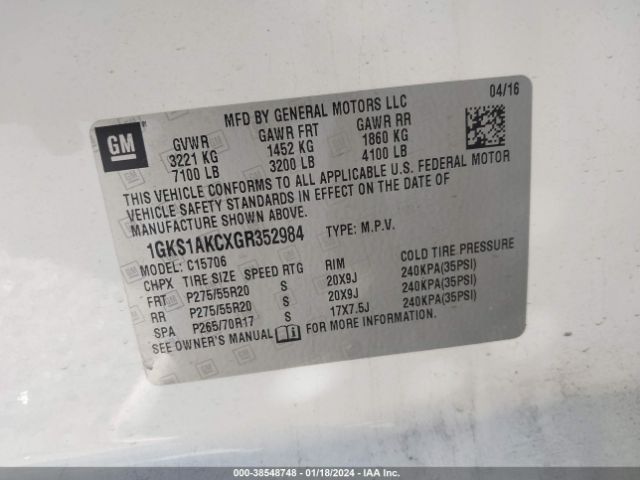 GM
MFD BY GENERAL MOTORS LLC
04/16
GVWR GAWR FRT GAWR RR
3221 KG 1452 KG 1860 KG
7100 LB 3200 LB 4100 LB
THIS VEHICLE CONFORMS TO ALL APPLICABLE U.S. FEDERAL MOTOR
VEHICLE SAFETY STANDARDS IN EFFECT ON THE DATE OF
MANUFACTURE SHOWN ABOVE.
1GKS1AKCXGR352984 TYPE: M.P.V.
MODEL: C15706
CHPX TIRE SIZE SPEED RTG RIM COLD TIRE PRESSURE
FRT P275/55R20 S 20X9J 240KPA(35PSI)
RR P275/55R20 S 20X9J 240KPA(35PSI)
SPA P265/70R17 S 17X7.5J 240KPA(35PSI)
SEE OWNER'S MANUAL FOR MORE INFORMATION.
© - 38548748 - 01/18/2024 - IAA Inc.